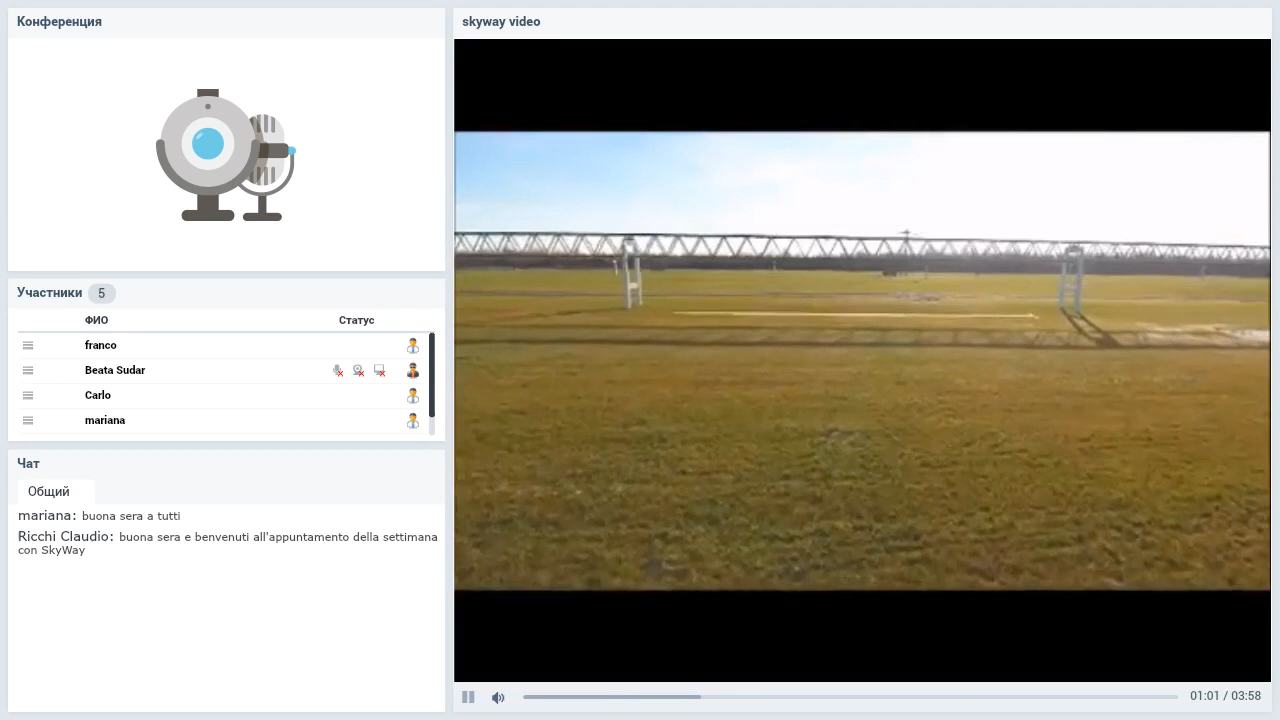 Конференция
skyway video
Участники 5
ФИО Статус
franco
Beata Sudar
Carlo
mariana
Чат
Общий
mariana: buona sera a tutti
Ricchi Claudio: buona sera e benvenuti all'appuntamento della settimana
con SkyWay
01:01 / 03:58